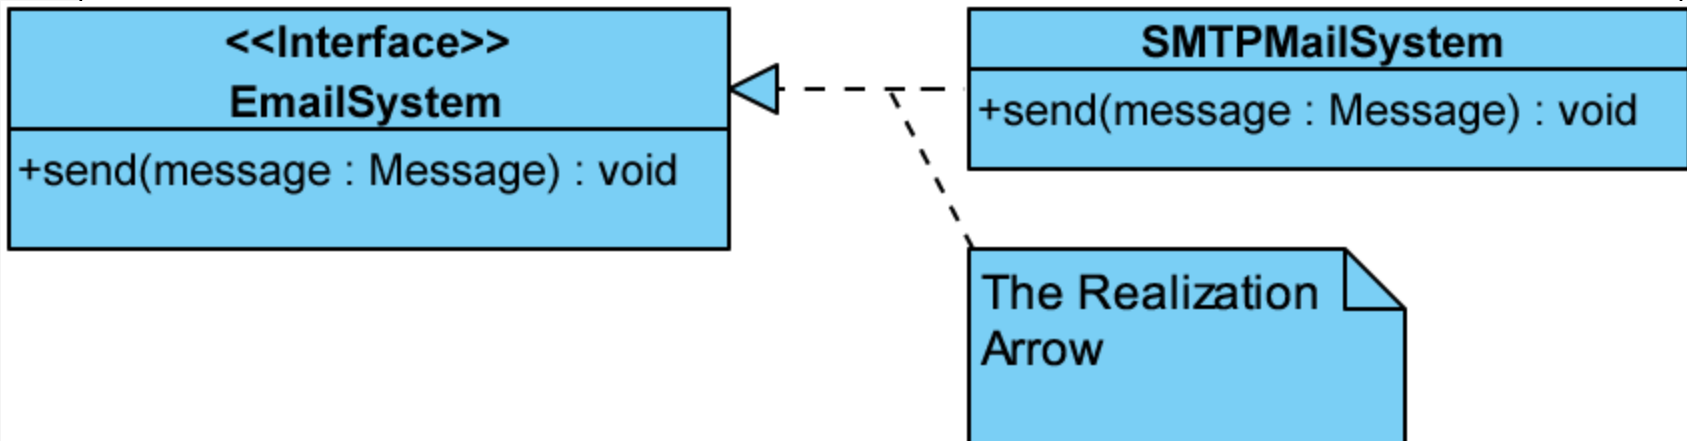 <<Interface>>
EmailSystem
+send(message : Message) : void
SMTPMailSystem
+send(message : Message) : void
The Realization
Arrow